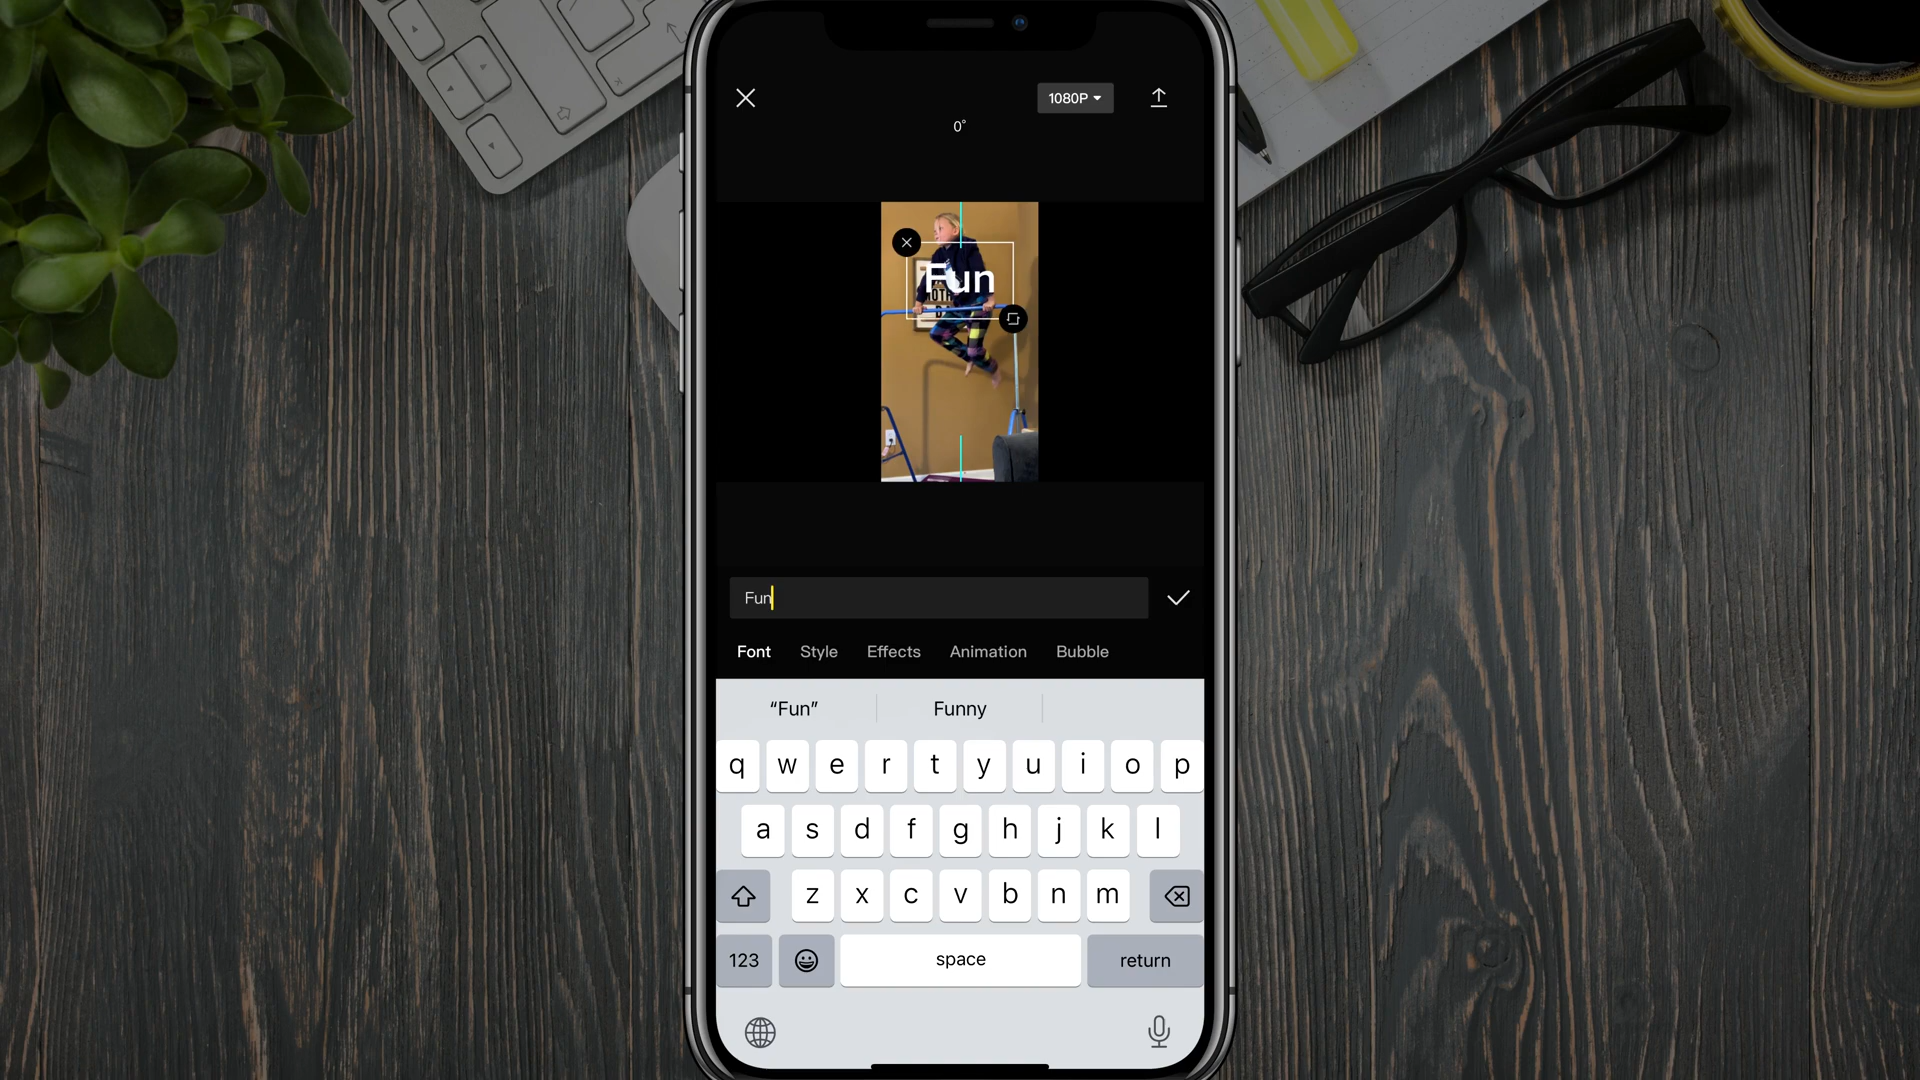 1080P
0°
Fun
Fun
Font Style Effects Animation Bubble
“Fun” Funny
q w e r t y u i o p
a s d f g h j k l
z x c v b n m
123 space return